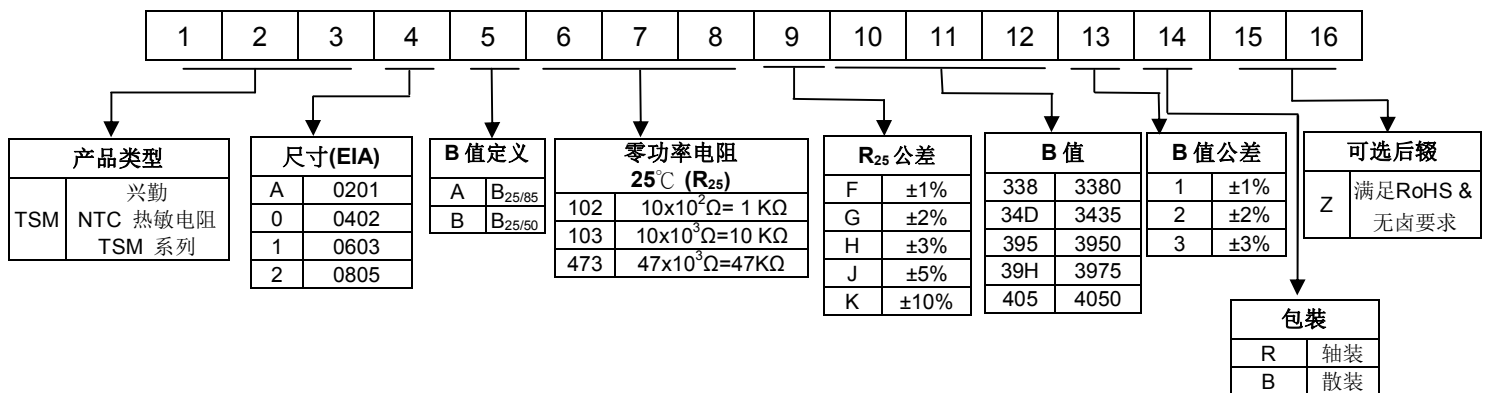 1 2 3 4 5 6 7 8 9 10 11 12 13 14 15 16
产品类型
TSM 兴勤
NTC 热敏电阻
TSM 系列
尺寸(EIA)
A 0201
0 0402
1 0603
2 0805
B 值定义
A B25/85
B B25/50
零功率电阻
25℃ (R25)
102 10x10²Ω= 1 KΩ
103 10x10³Ω=10 KΩ
473 47x10³Ω=47KΩ
R25 公差
F ±1%
G ±2%
H ±3%
J ±5%
K ±10%
B 值
338 3380
34D 3435
395 3950
39H 3975
405 4050
B 值公差
1 ±1%
2 ±2%
3 ±3%
可选后辍
Z 满足RoHS &
无卤要求
包裝
R 轴装
B 散装